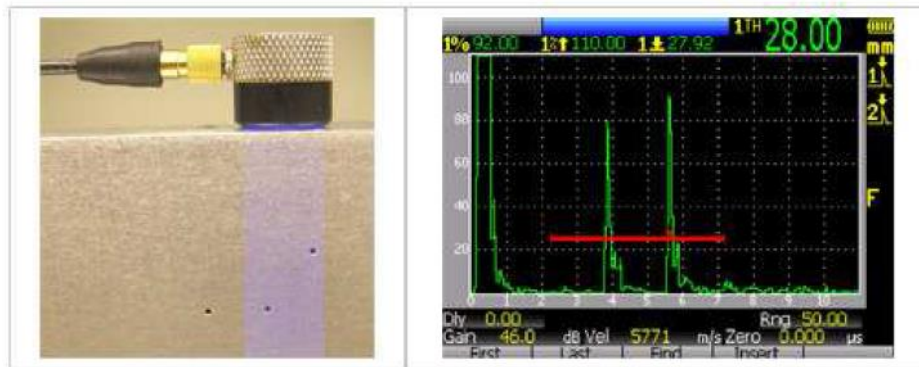 1TH 28.00
1% 92.00 1% 110.00 1 27.92 mm
100
1
2
80
60
F
40
20
0 1 2 3 4 5 6 7 8 9 10
Dly 0.00 Rng 50.00
Gain 46.0 dB Vel 5771 m/s Zero 0.000 µs
First Last Find Insert